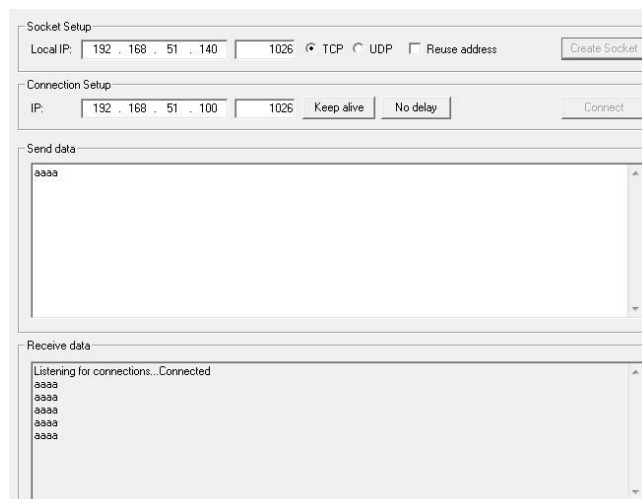 Socket Setup
Local IP: 192 . 168 . 51 . 140 1026 TCP UDP Reuse address Create Socket
Connection Setup
IP: 192 . 168 . 51 . 100 1026 Keep alive No delay Connect
Send data
aaaa
Receive data
Listening for connections...Connected
aaaa
aaaa
aaaa
aaaa
aaaa